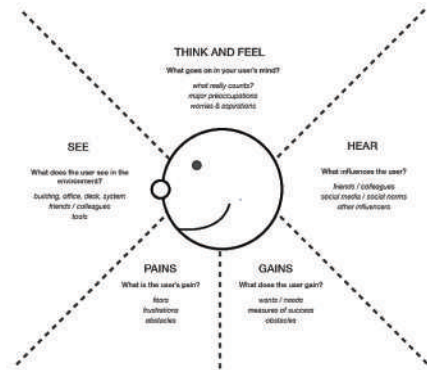 THINK AND FEEL
What goes on in your user's mind?
what really counts?
major preoccupations
worries & aspirations
SEE
What does the user see in the
environment?
building, office, desk, system
friends / colleagues
tools
HEAR
What influences the user?
friends / colleagues
social media / social norms
other influencers
PAINS
What is the user's pain?
fears
frustrations
obstacles
GAINS
What does the user gain?
wants / needs
measures of success
obstacles